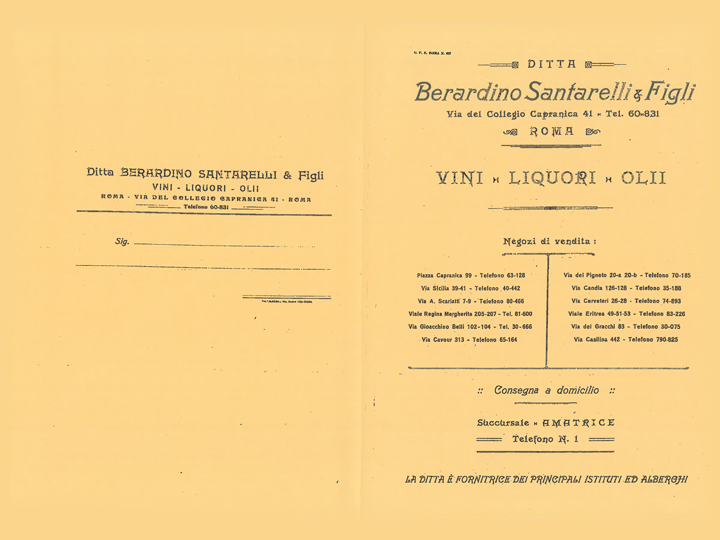 Ditta BERARDINO SANTARELLI & Figli
VINI - LIQUORI - OLII
ROMA - VIA DEL COLLEGIO CAPRANICA 41 - ROMA
Telefono 60-831
Sig.
DITTA
Berardino Santarelli & Figli
Via del Collegio Capranica 41 - Tel. 60-831
ROMA
VINI LIQUORI OLII
Negozi di vendita :
Piazza Capranica 99 - Telefono 63-128
Via Sicilia 39-41 - Telefono 40-442
Via A. Scarlatti 7-9 - Telefono 80-466
Viale Regina Margherita 205-207 - Tel. 81-600
Via Gioacchino Belli 102-104 - Tel. 30-666
Via Cavour 313 - Telefono 65-164
Via del Pigneto 20-a 20-b - Telefono 70-185
Via Candia 126-128 - Telefono 35-188
Via Cerveteri 26-28 - Telefono 74-893
Viale Eritrea 49-51-53 - Telefono 83-226
Via dei Gracchi 83 - Telefono 30-075
Via Casilina 442 - Telefono 790-825
:: Consegna a domicilio ::
Succursale - AMATRICE
Telefono N. 1
LA DITTA È FORNITRICE DEI PRINCIPALI ISTITUTI ED ALBERGHI